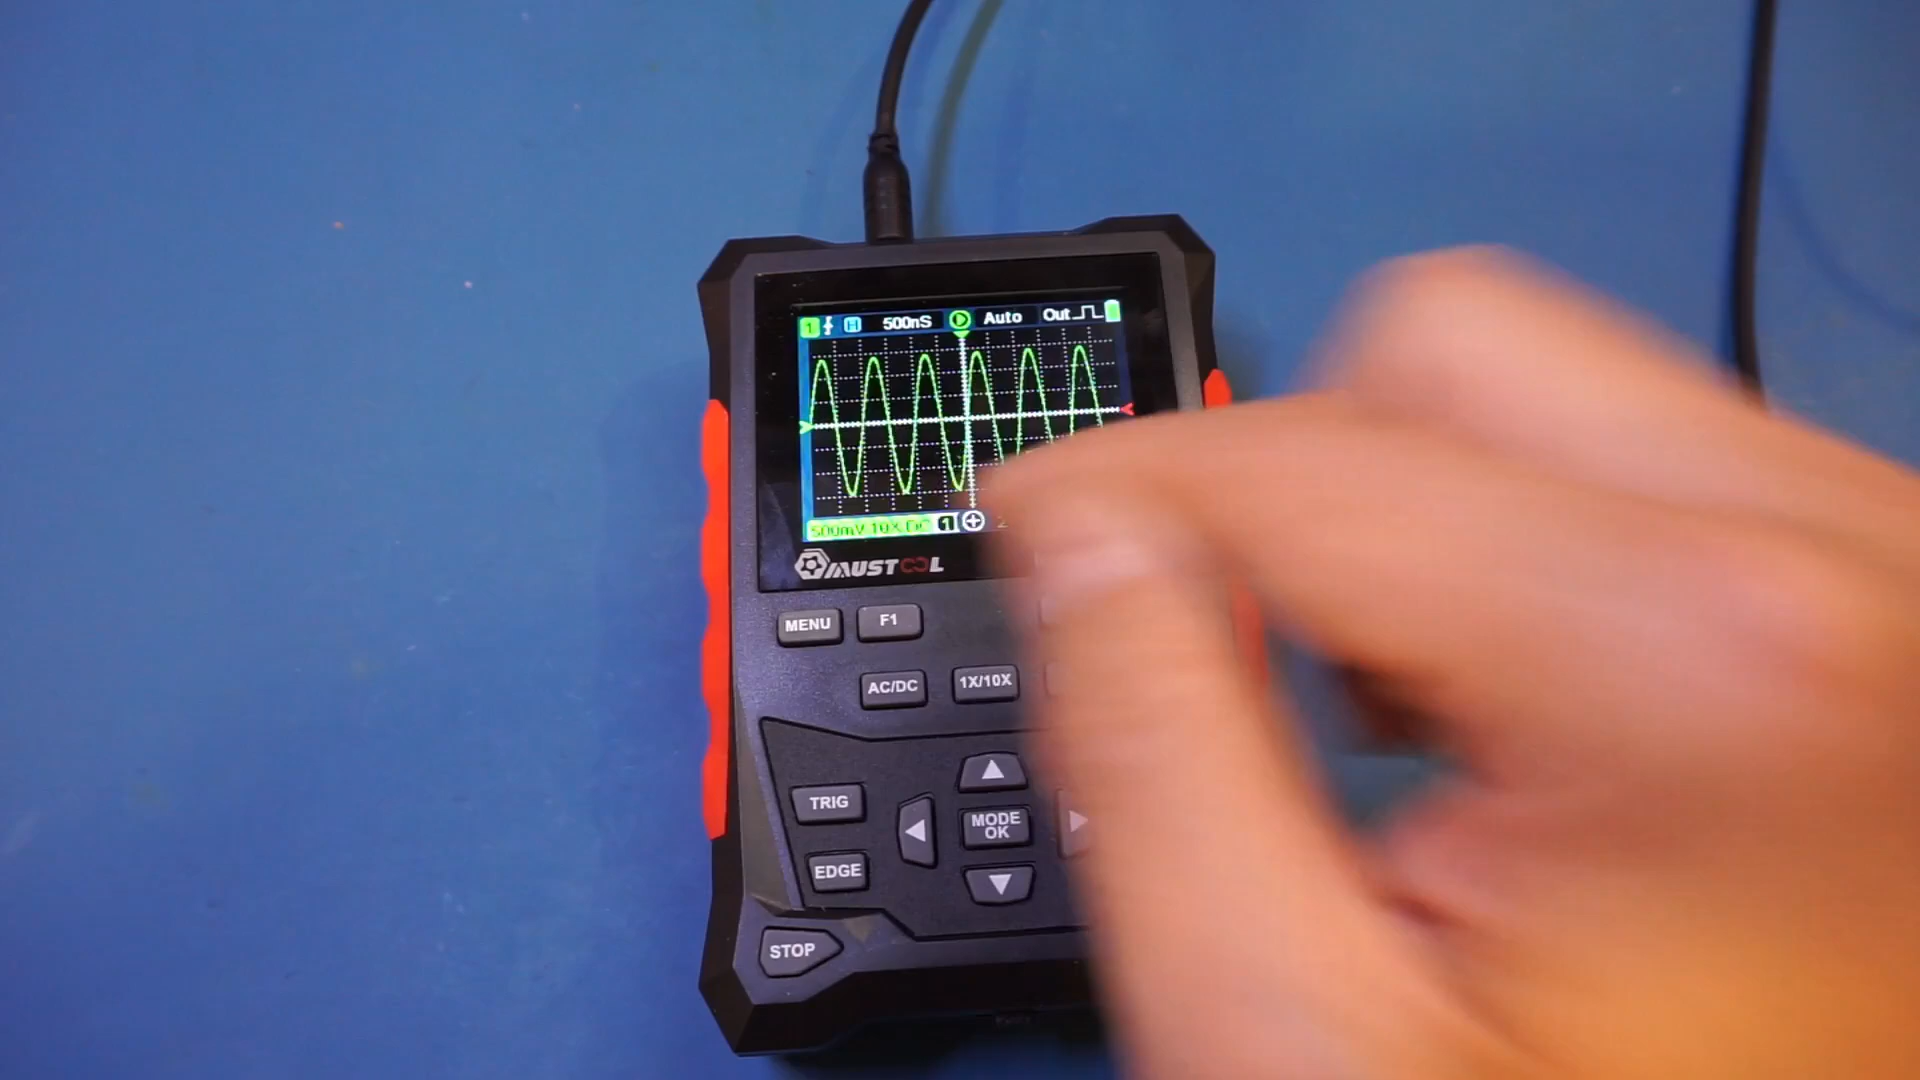 1 H 500nS Auto Out
500mV 10X DC 1
MUSTOOL
MENU F1
AC/DC 1X/10X
TRIG MODE OK
EDGE
STOP